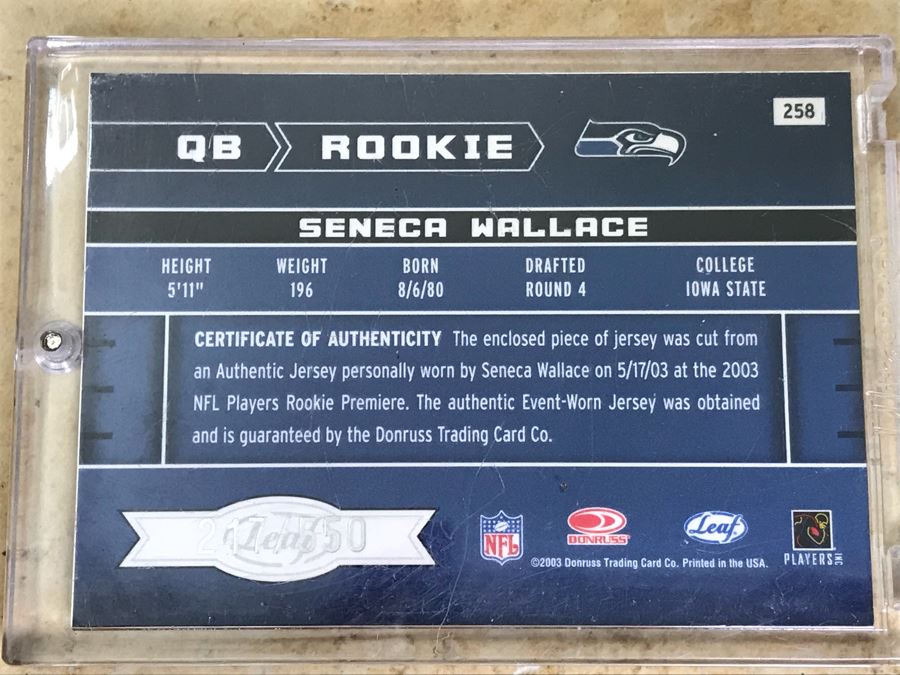 258
QB ROOKIE
SENECA WALLACE
HEIGHT WEIGHT BORN DRAFTED COLLEGE
5'11" 196 8/6/80 ROUND 4 IOWA STATE
CERTIFICATE OF AUTHENTICITY The enclosed piece of jersey was cut from
an Authentic Jersey personally worn by Seneca Wallace on 5/17/03 at the 2003
NFL Players Rookie Premiere. The authentic Event-Worn Jersey was obtained
and is guaranteed by the Donruss Trading Card Co.
Leaf
NFL DONRUSS Leaf PLAYERS INC
©2003 Donruss Trading Card Co. Printed in the USA.